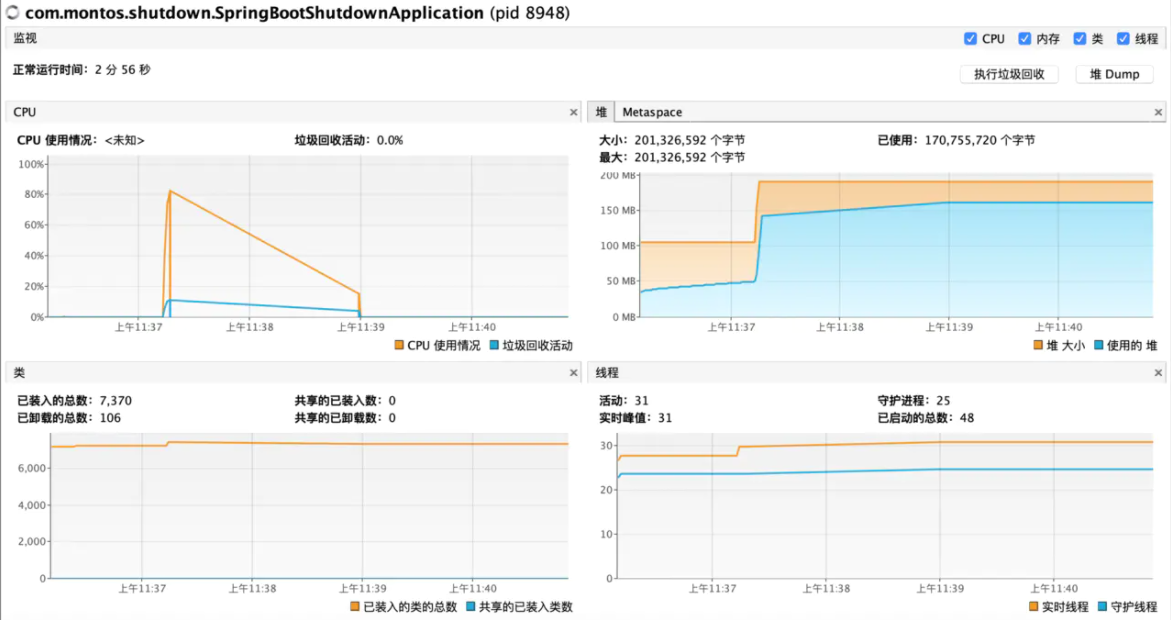 com.montos.shutdown.SpringBootShutdownApplication (pid 8948)
监视
CPU 内存 类 线程
正常运行时间：2 分 56 秒
执行垃圾回收 堆 Dump
CPU
CPU 使用情况：<未知> 垃圾回收活动：0.0%
100%
80%
60%
40%
20%
0%
上午11:37 上午11:38 上午11:39 上午11:40
CPU 使用情况 垃圾回收活动
堆 Metaspace
大小：201,326,592 个字节 已使用：170,755,720 个字节
最大：201,326,592 个字节
200 MB
150 MB
100 MB
50 MB
0 MB
上午11:37 上午11:38 上午11:39 上午11:40
堆 大小 使用的 堆
类
已装入的总数：7,370 共享的已装入数：0
已卸载的总数：106 共享的已卸载数：0
6,000
4,000
2,000
0
上午11:37 上午11:38 上午11:39 上午11:40
已装入的类的总数 共享的已装入类数
线程
活动：31 守护进程：25
实时峰值：31 已启动的总数：48
30
20
10
0
上午11:37 上午11:38 上午11:39 上午11:40
实时线程 守护线程